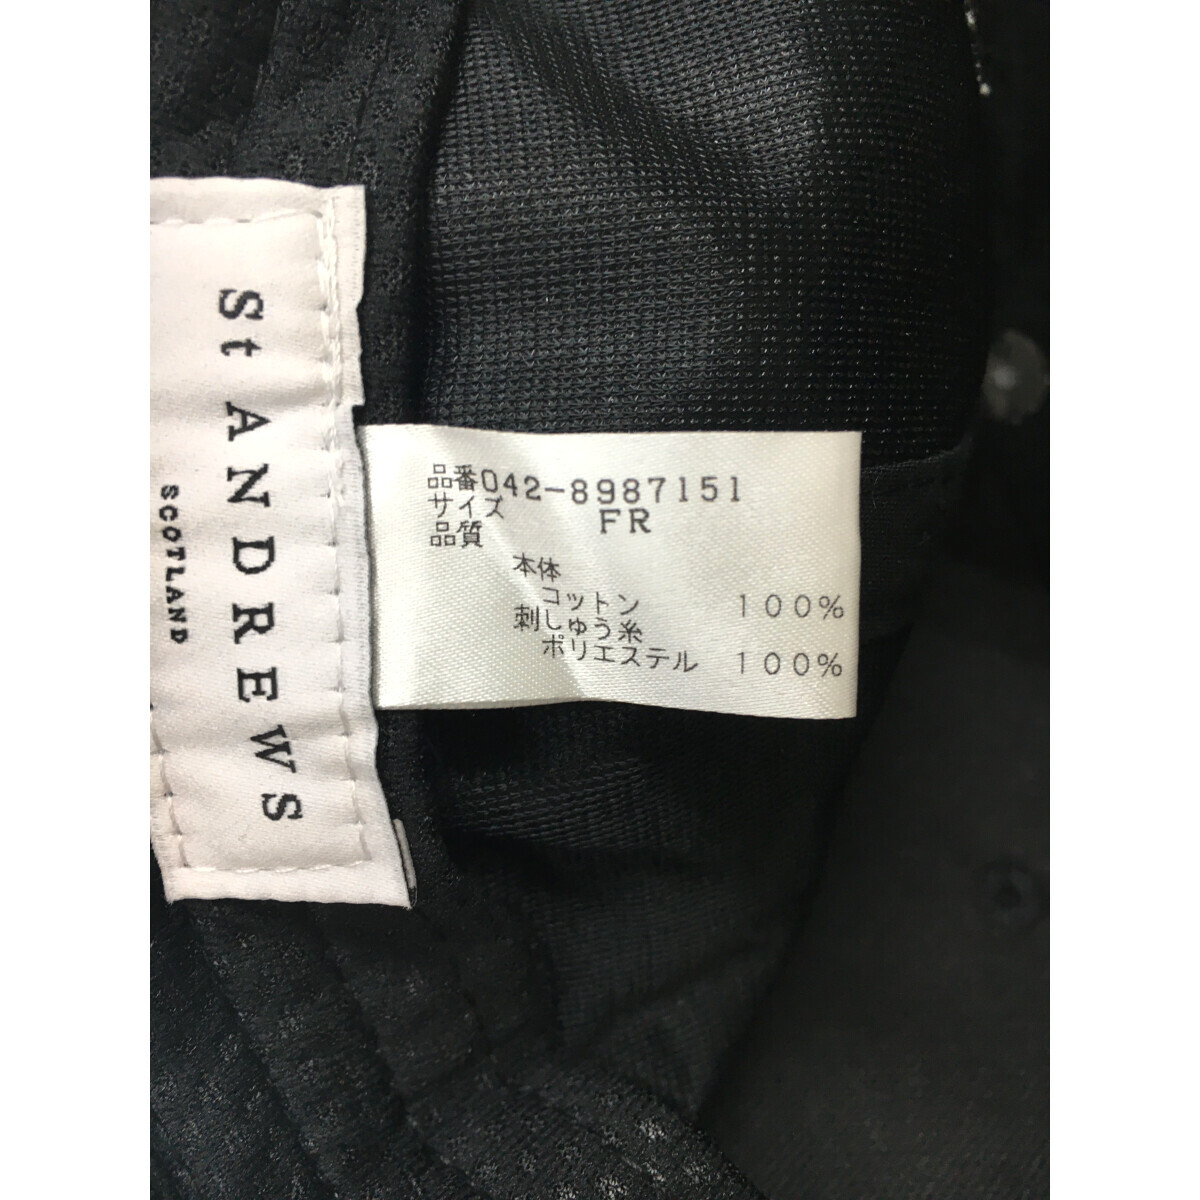 St ANDREWS
SCOTLAND
品番042-8987151
サイズ FR
品質
本体
コットン 100%
刺しゅう糸
ポリエステル 100%